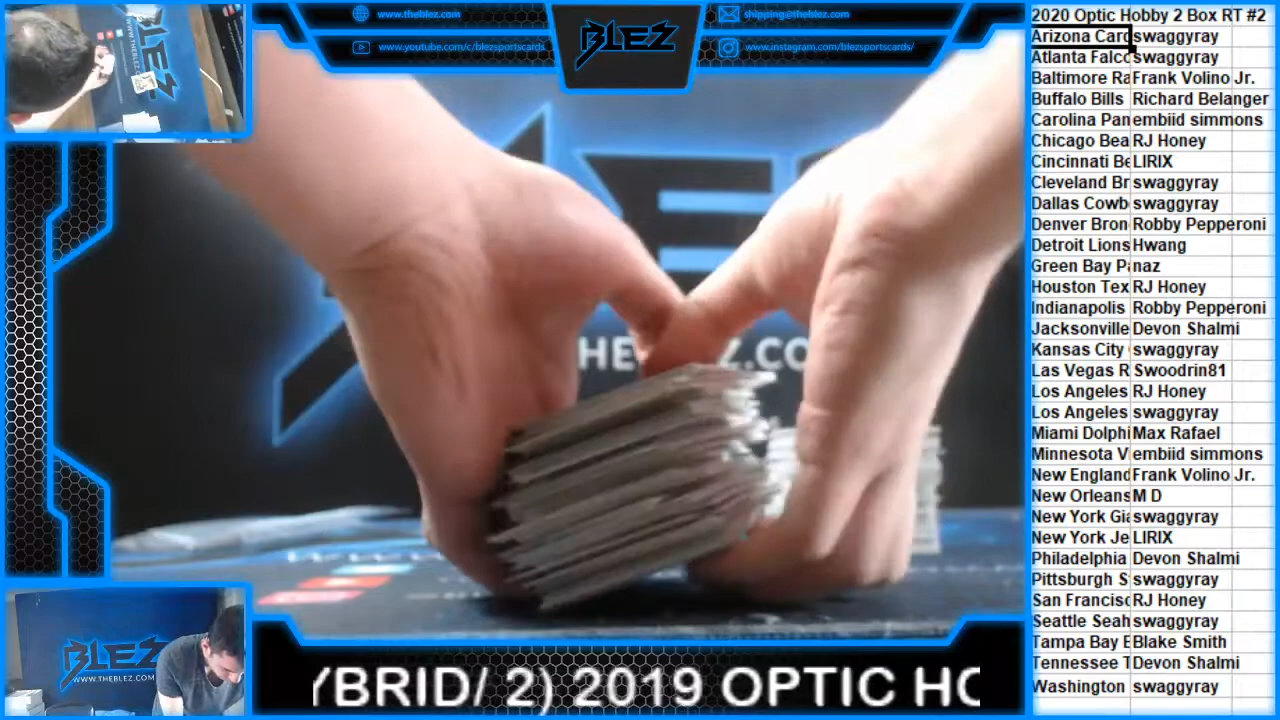 www.theblez.com
shipping@theblez.com
www.youtube.com/c/blezsportscards
BLEZ
www.instagram.com/blezsportscards/
BLEZ
HE
Z.CO
BLEZ
WWW.THEBLEZ.COM
YBRID/ 2) 2019 OPTIC HO
2020 Optic Hobby 2 Box RT #2
Arizona Card swaggyray
Atlanta Falco swaggyray
Baltimore Ra Frank Volino Jr.
Buffalo Bills Richard Belanger
Carolina Pan embiid simmons
Chicago Bea RJ Honey
Cincinnati Be LIRIX
Cleveland Br swaggyray
Dallas Cowb swaggyray
Denver Bron Robby Pepperoni
Detroit Lions Hwang
Green Bay Pa naz
Houston Tex RJ Honey
Indianapolis Robby Pepperoni
Jacksonville Devon Shalmi
Kansas City swaggyray
Las Vegas R Swoodrin81
Los Angeles RJ Honey
Los Angeles swaggyray
Miami Dolphi Max Rafael
Minnesota Vi embiid simmons
New England Frank Volino Jr.
New Orleans M D
New York Gia swaggyray
New York Je LIRIX
Philadelphia Devon Shalmi
Pittsburgh S swaggyray
San Francisc RJ Honey
Seattle Seah swaggyray
Tampa Bay B Blake Smith
Tennessee T Devon Shalmi
Washington swaggyray